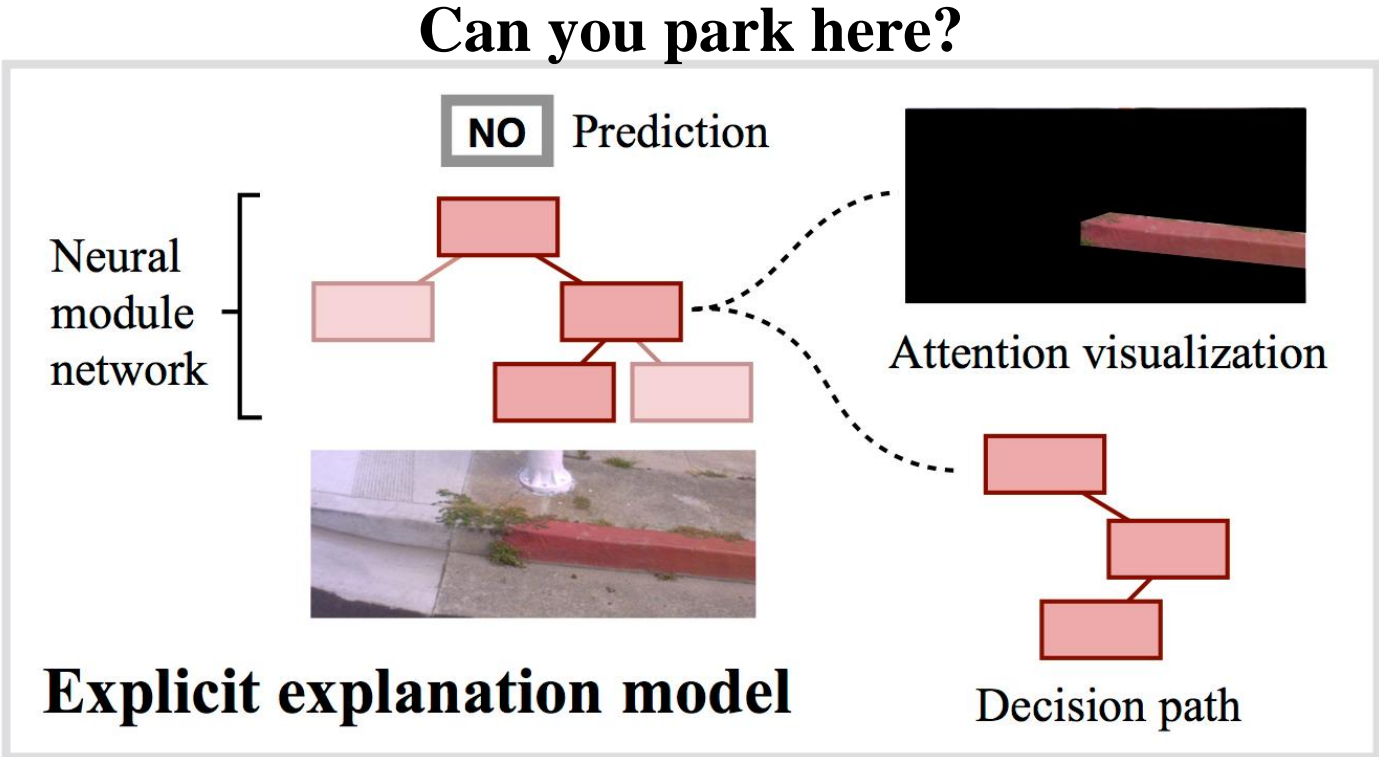 Can you park here?
NO Prediction
Neural
module
network
Attention visualization
Explicit explanation model
Decision path